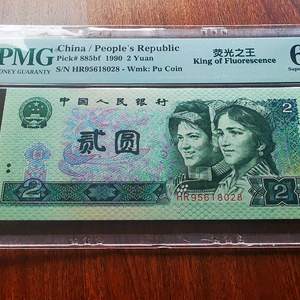 PMG
MONEY GUARANTY
China / People's Republic
Pick# 885bf 1990 2 Yuan
S/N HR95618028 - Wmk: Pu Coin
荧光之王
King of Fluorescence
6
中国人民银行
贰圆
2
2
HR95618028